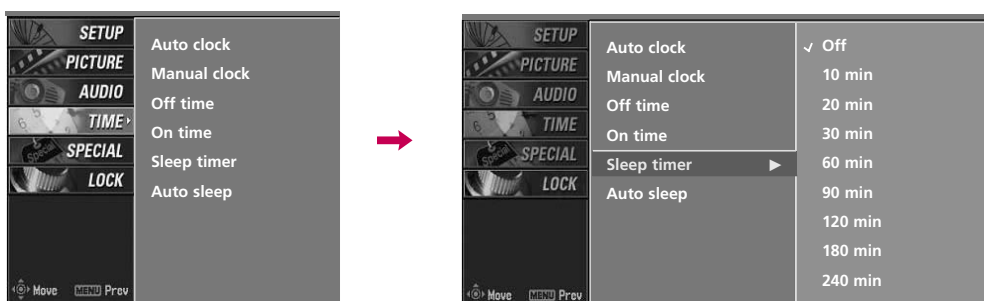 SETUP
PICTURE
AUDIO
TIME
SPECIAL
LOCK
Move MENU Prev
Auto clock
Manual clock
Off time
On time
Sleep timer
Auto sleep
SETUP
PICTURE
AUDIO
TIME
SPECIAL
LOCK
Move MENU Prev
Auto clock
Manual clock
Off time
On time
Sleep timer ▶
Auto sleep
✓ Off
10 min
20 min
30 min
60 min
90 min
120 min
180 min
240 min